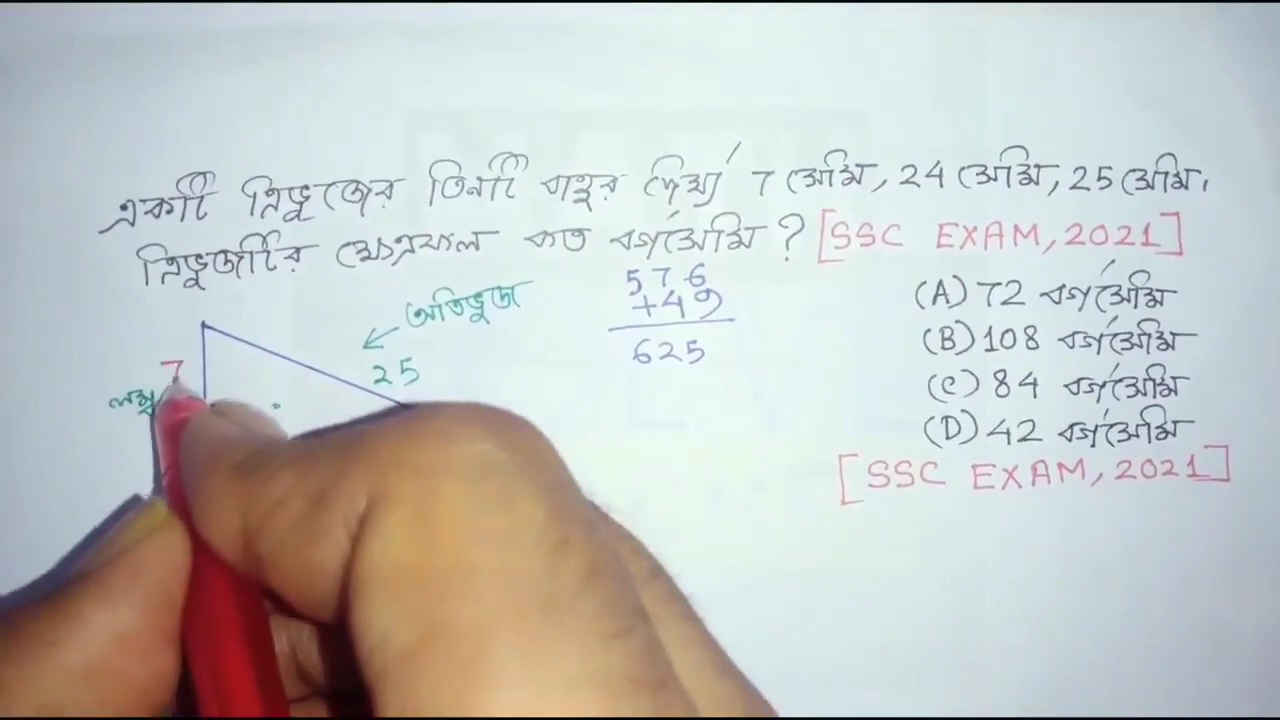 একটি ত্রিভুজের তিনটি বাহুর দৈর্ঘ্য 7 সেমি, 24 সেমি, 25 সেমি।
ত্রিভুজটির ক্ষেত্রফল কত বর্গসেমি ? [SSC EXAM, 2021]
576
+49
625
অতিভুজ
25
7
লম্ব
(A) 72 বর্গসেমি
(B) 108 বর্গসেমি
(C) 84 বর্গসেমি
(D) 42 বর্গসেমি
[SSC EXAM, 2021]